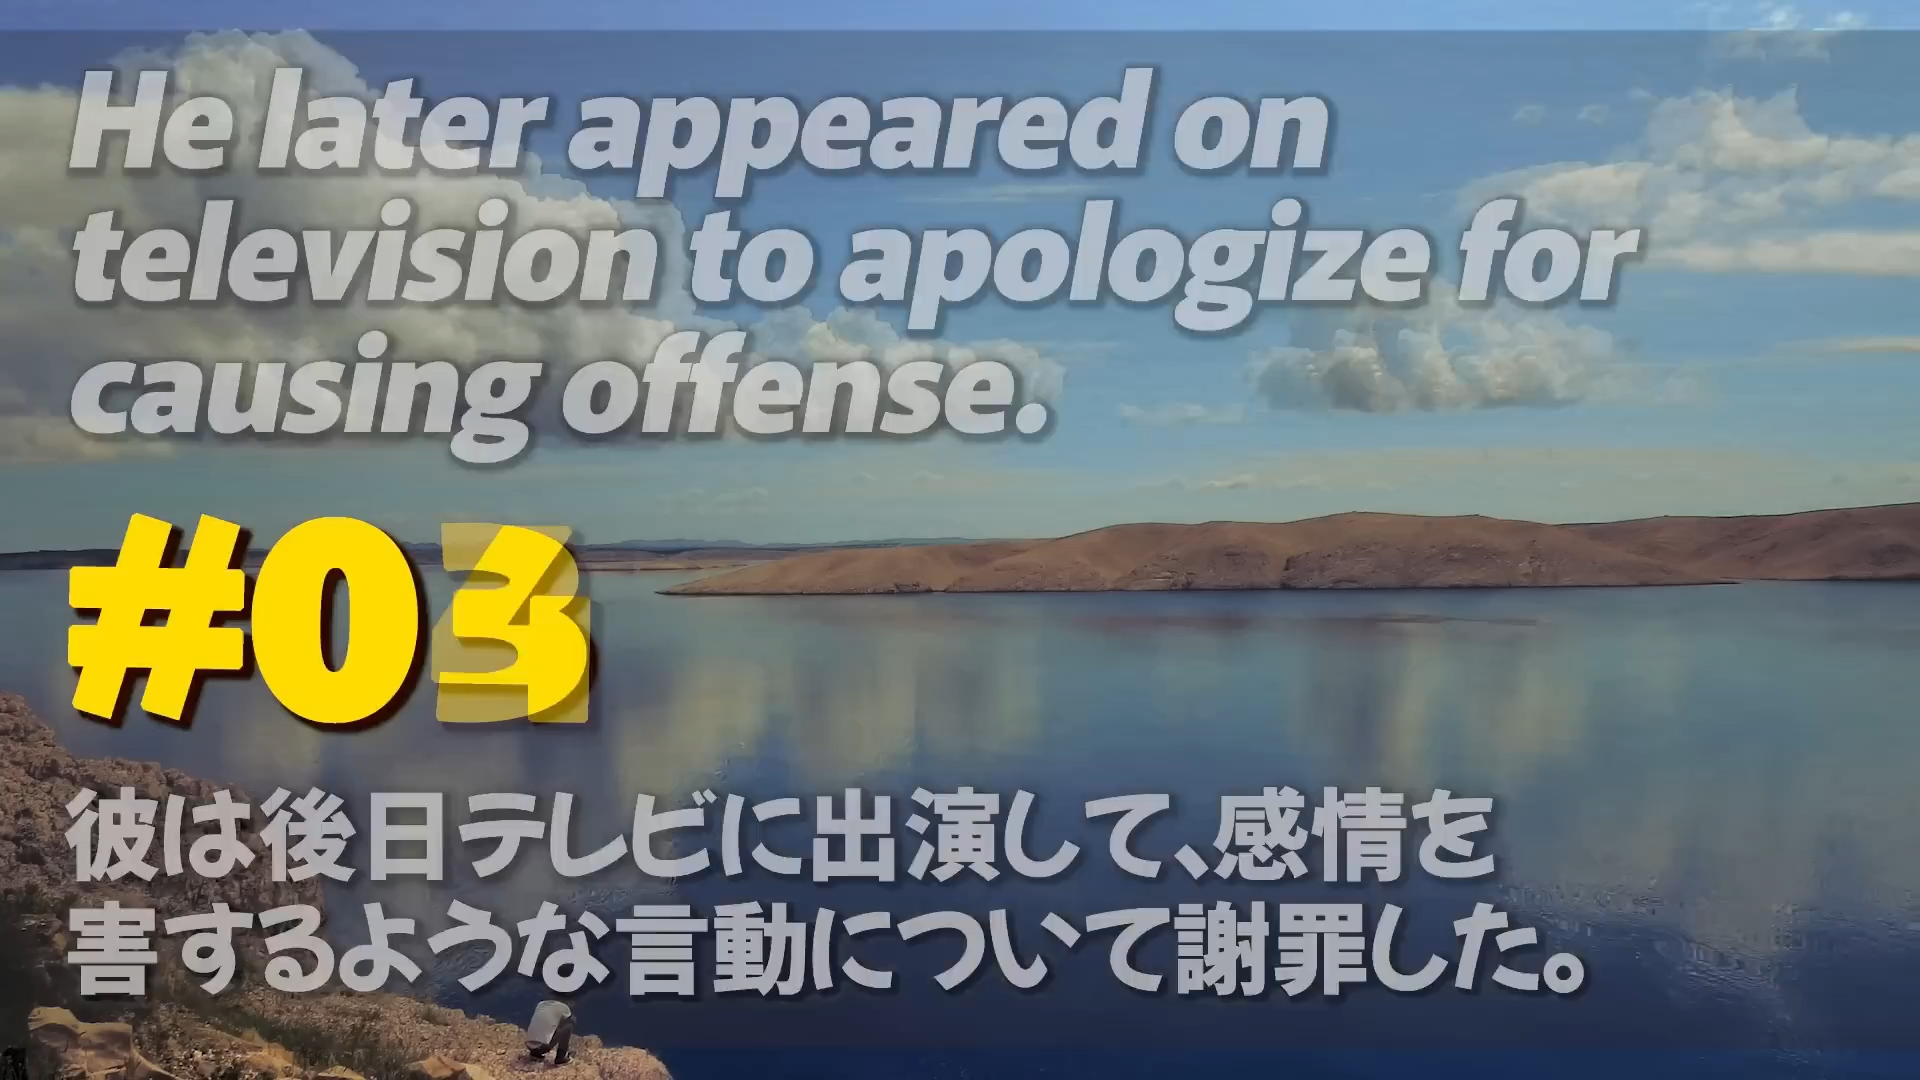 He later appeared on
television to apologize for
causing offense.
#0
彼は後日テレビに出演して、感情を
害するような言動について謝罪した。